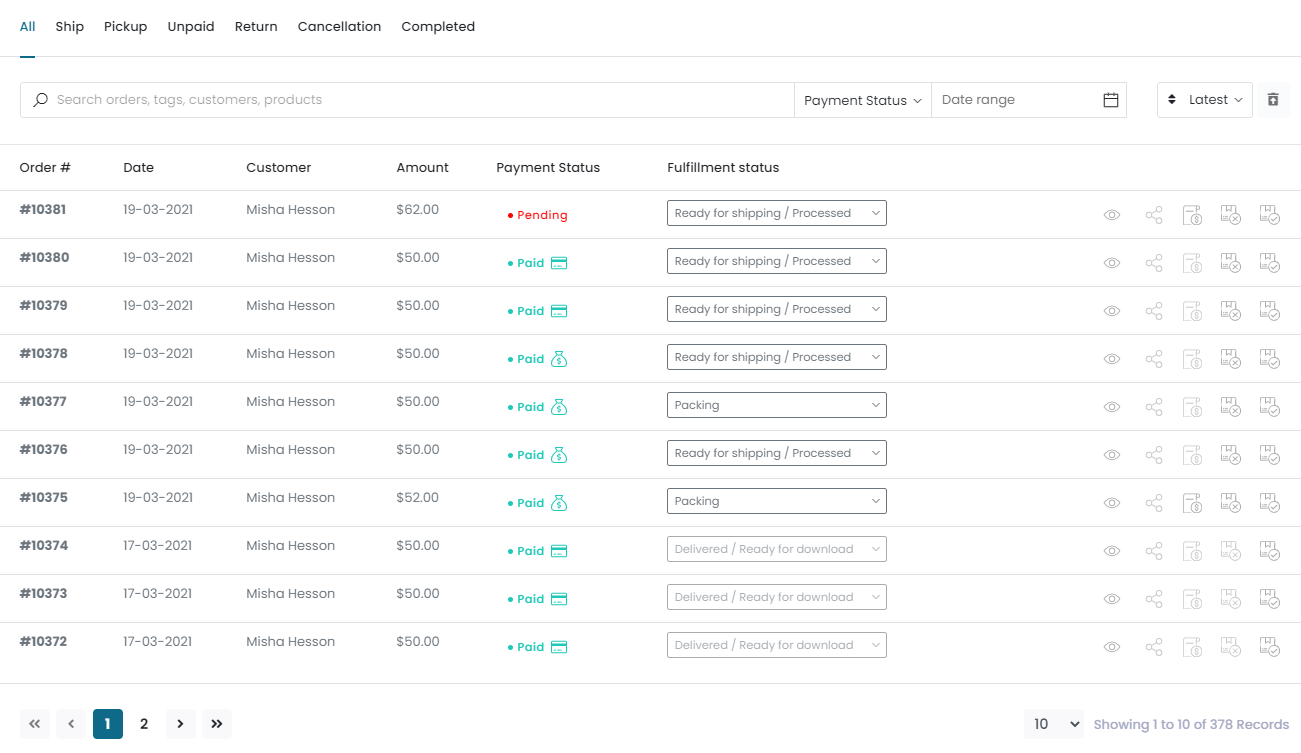 All Ship Pickup Unpaid Return Cancellation Completed
Search orders, tags, customers, products Payment Status Date range Latest
Order # Date Customer Amount Payment Status Fulfillment status
#10381 19-03-2021 Misha Hesson $62.00 Pending Ready for shipping / Processed
#10380 19-03-2021 Misha Hesson $50.00 Paid Ready for shipping / Processed
#10379 19-03-2021 Misha Hesson $50.00 Paid Ready for shipping / Processed
#10378 19-03-2021 Misha Hesson $50.00 Paid Ready for shipping / Processed
#10377 19-03-2021 Misha Hesson $50.00 Paid Packing
#10376 19-03-2021 Misha Hesson $50.00 Paid Ready for shipping / Processed
#10375 19-03-2021 Misha Hesson $52.00 Paid Packing
#10374 17-03-2021 Misha Hesson $50.00 Paid Delivered / Ready for download
#10373 17-03-2021 Misha Hesson $50.00 Paid Delivered / Ready for download
#10372 17-03-2021 Misha Hesson $50.00 Paid Delivered / Ready for download
« ‹ 1 2 › » 10 Showing 1 to 10 of 378 Records